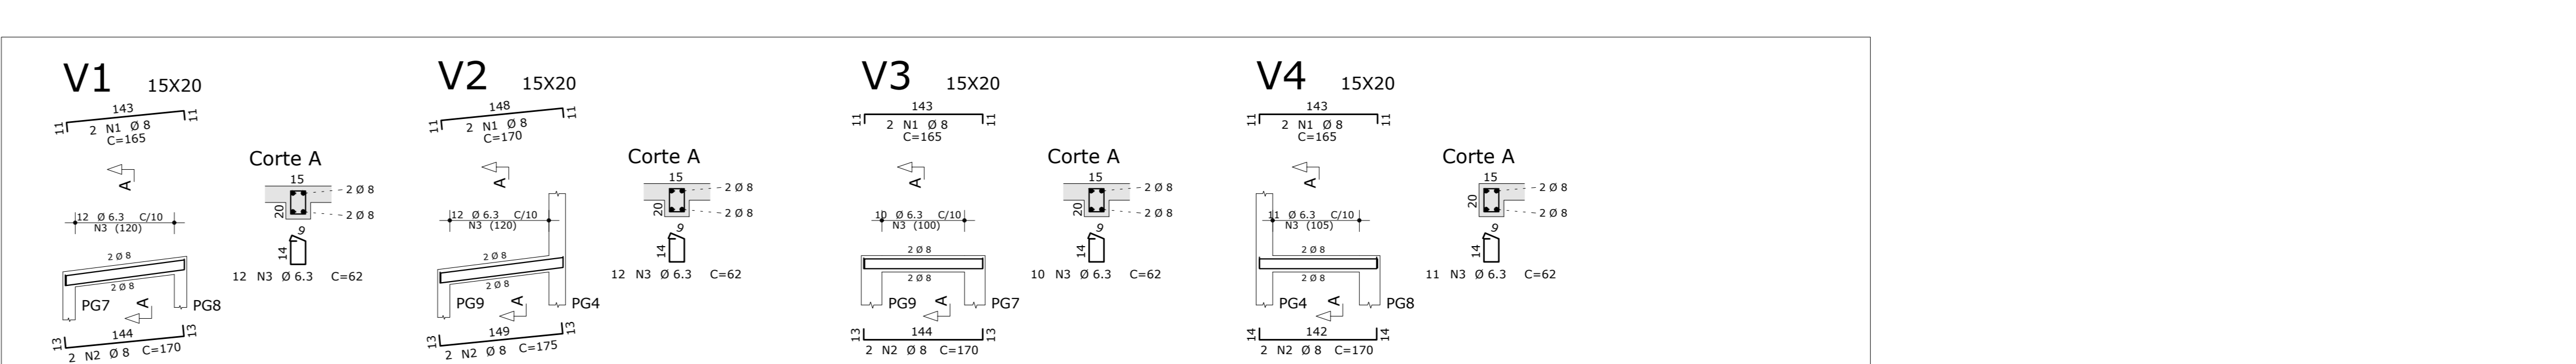 V1 15X20
143
11 11
2 N1 Ø 8
C=165
A
Corte A
15
20
2 Ø 8
2 Ø 8
12 Ø 6.3 C/10
N3 (120)
9
14
12 N3 Ø 6.3 C=62
2 Ø 8
2 Ø 8
PG7 A PG8
144
13 13
2 N2 Ø 8 C=170
V2 15X20
148
11 11
2 N1 Ø 8
C=170
A
Corte A
15
20
2 Ø 8
2 Ø 8
12 Ø 6.3 C/10
N3 (120)
9
14
12 N3 Ø 6.3 C=62
2 Ø 8
2 Ø 8
PG9 A PG4
149
13 13
2 N2 Ø 8 C=175
V3 15X20
143
11 11
2 N1 Ø 8
C=165
A
Corte A
15
20
2 Ø 8
2 Ø 8
10 Ø 6.3 C/10
N3 (100)
9
14
10 N3 Ø 6.3 C=62
2 Ø 8
2 Ø 8
PG9 A PG7
144
13 13
2 N2 Ø 8 C=170
V4 15X20
143
11 11
2 N1 Ø 8
C=165
A
Corte A
15
20
2 Ø 8
2 Ø 8
11 Ø 6.3 C/10
N3 (105)
9
14
11 N3 Ø 6.3 C=62
2 Ø 8
2 Ø 8
PG4 A PG8
142
14 14
2 N2 Ø 8 C=170